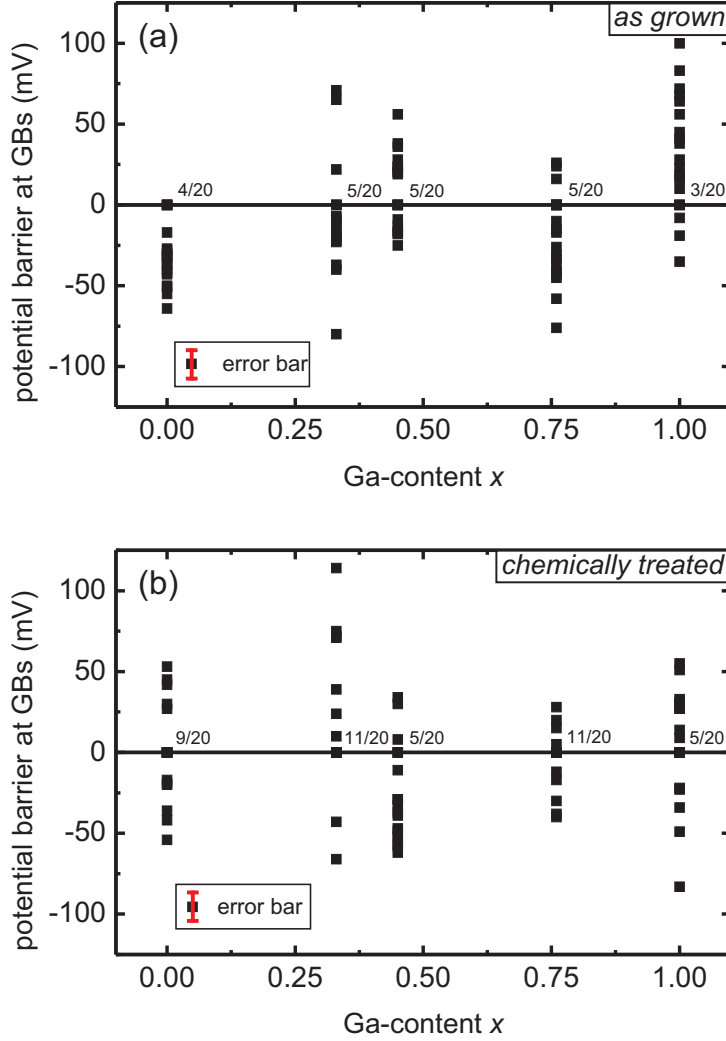 (a)
as grown
100
50
0
-50
-100
potential barrier at GBs (mV)
4/20
5/20
5/20
5/20
3/20
error bar
0.00 0.25 0.50 0.75 1.00
Ga-content x
(b)
chemically treated
100
50
0
-50
-100
potential barrier at GBs (mV)
9/20
11/20
5/20
11/20
5/20
error bar
0.00 0.25 0.50 0.75 1.00
Ga-content x